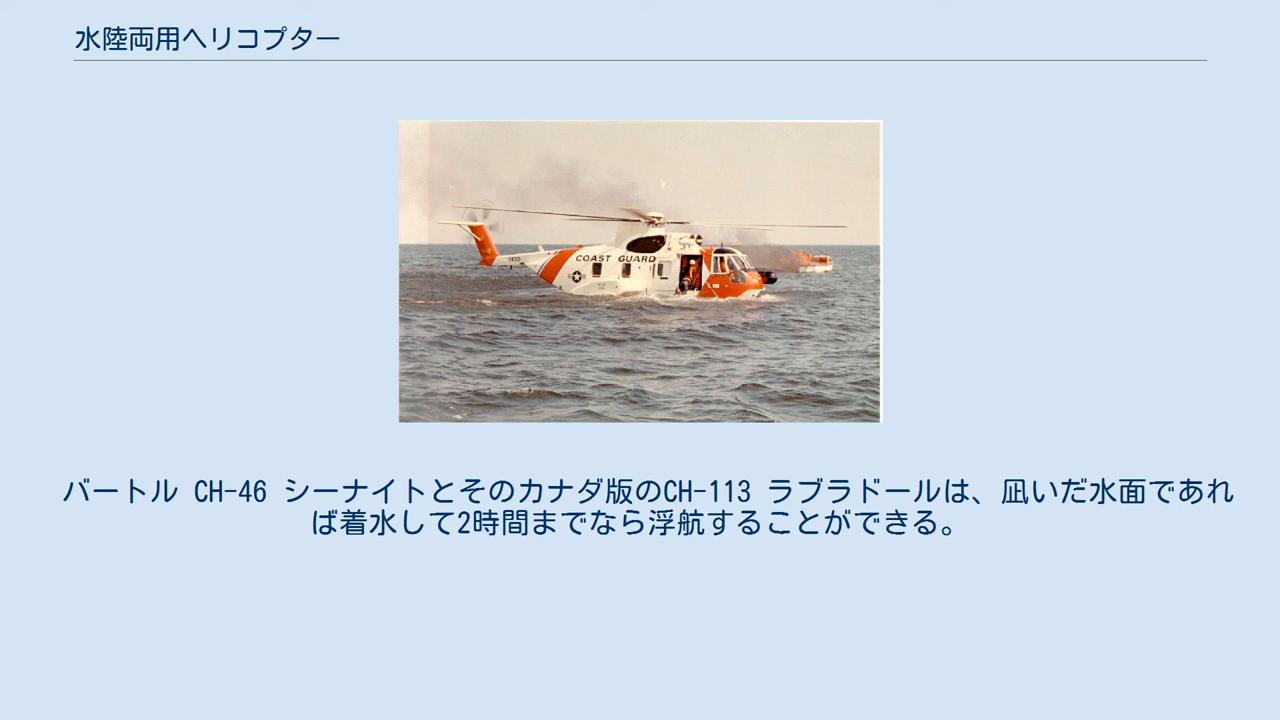 水陸両用ヘリコプター
COAST GUARD
バートル CH-46 シーナイトとそのカナダ版のCH-113 ラブラドールは、凪いだ水面であれ
ば着水して2時間までなら浮航することができる。